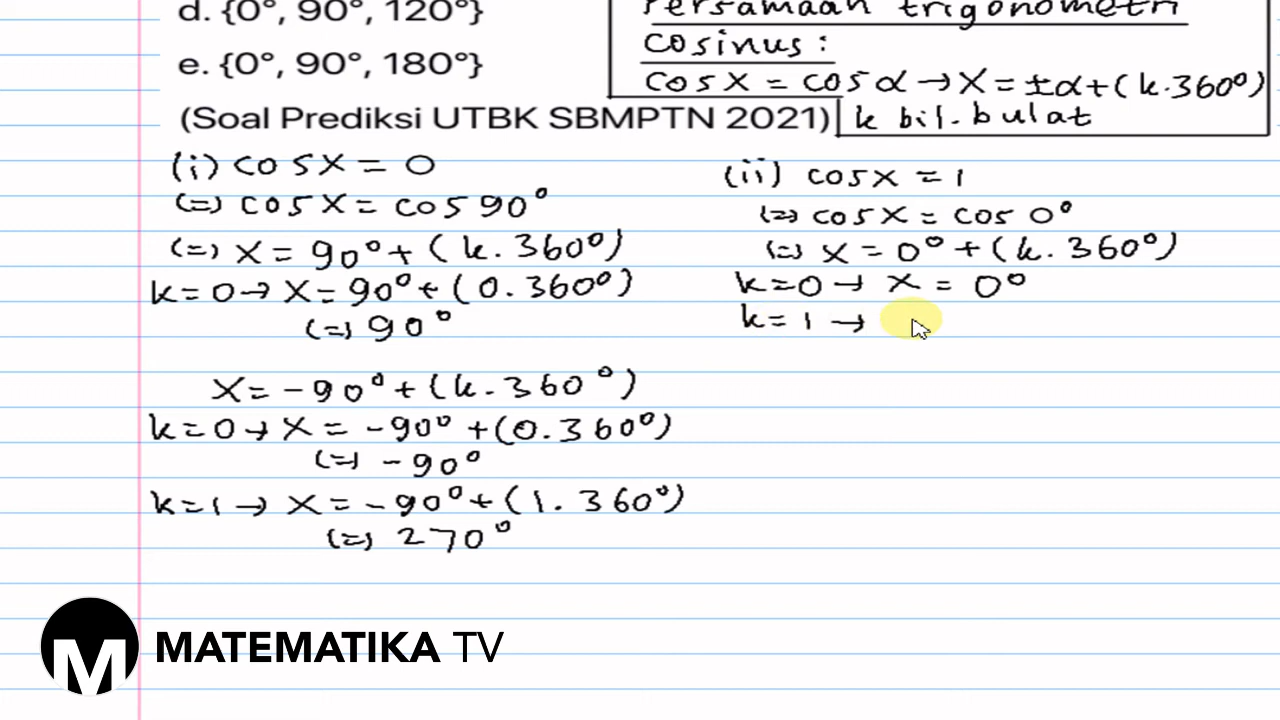 d. {0°, 90°, 120°}
e. {0°, 90°, 180°}
(Soal Prediksi UTBK SBMPTN 2021)
Persamaan trigonometri
Cosinus:
cos x = cos α → x = ±α + (k.360°)
k bil. bulat
(i) cos x = 0
(=) cos x = cos 90°
(=) x = 90° + (k.360°)
k=0 → x = 90° + (0.360°)
(=) 90°
x = -90° + (k.360°)
k=0 → x = -90° + (0.360°)
(=) -90°
k=1 → x = -90° + (1.360°)
(=) 270°
(ii) cos x = 1
(=) cos x = cos 0°
(=) x = 0° + (k.360°)
k=0 → x = 0°
k=1 →
MATEMATIKA TV